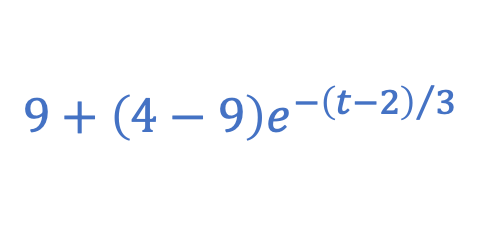 9 + (4 − 9)e^{−(t−2)/3}